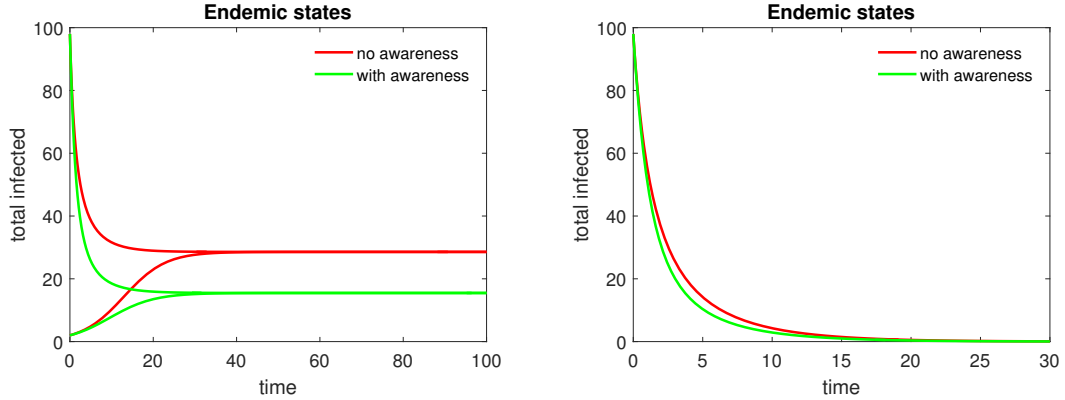 Endemic states
100
80
60
40
20
0
total infected
no awareness
with awareness
0 20 40 60 80 100
time
Endemic states
100
80
60
40
20
0
total infected
no awareness
with awareness
0 5 10 15 20 25 30
time